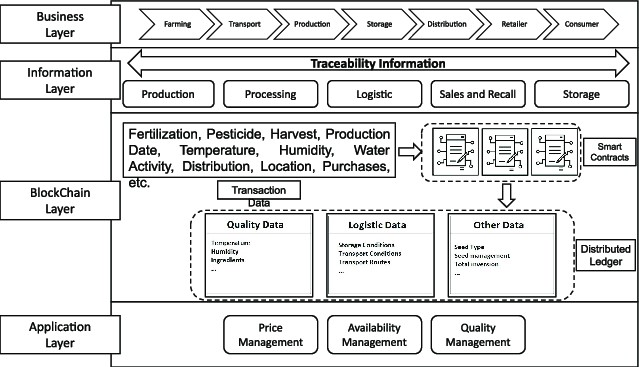 Business
Layer
Farming
Transport
Production
Storage
Distribution
Retailer
Consumer
Traceability Information
Information
Layer
Production
Processing
Logistic
Sales and Recall
Storage
Fertilization, Pesticide, Harvest, Production
Date, Temperature, Humidity, Water
Activity, Distribution, Location, Purchases,
etc.
Smart
Contracts
Transaction
Data
BlockChain
Layer
Quality Data
Temperature
Humidity
Ingredients
...
Logistic Data
Storage Conditions
Transport Conditions
Transport Routes
...
Other Data
Seed Type
Seed management
Total inversion
...
Distributed
Ledger
Application
Layer
Price
Management
Availability
Management
Quality
Management